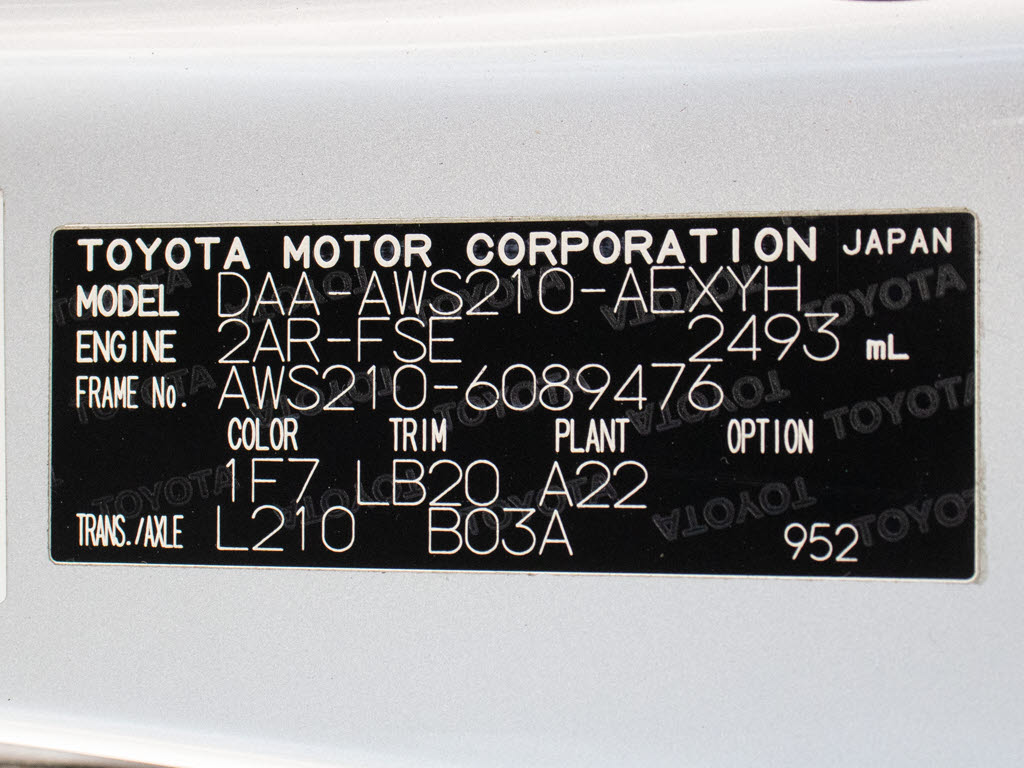 TOYOTA MOTOR CORPORATION JAPAN
MODEL DAA-AWS210-AEXYH
ENGINE 2AR-FSE 2493 mL
FRAME No. AWS210-6089476
COLOR TRIM PLANT OPTION
1F7 LB20 A22
TRANS./AXLE L210 B03A 952